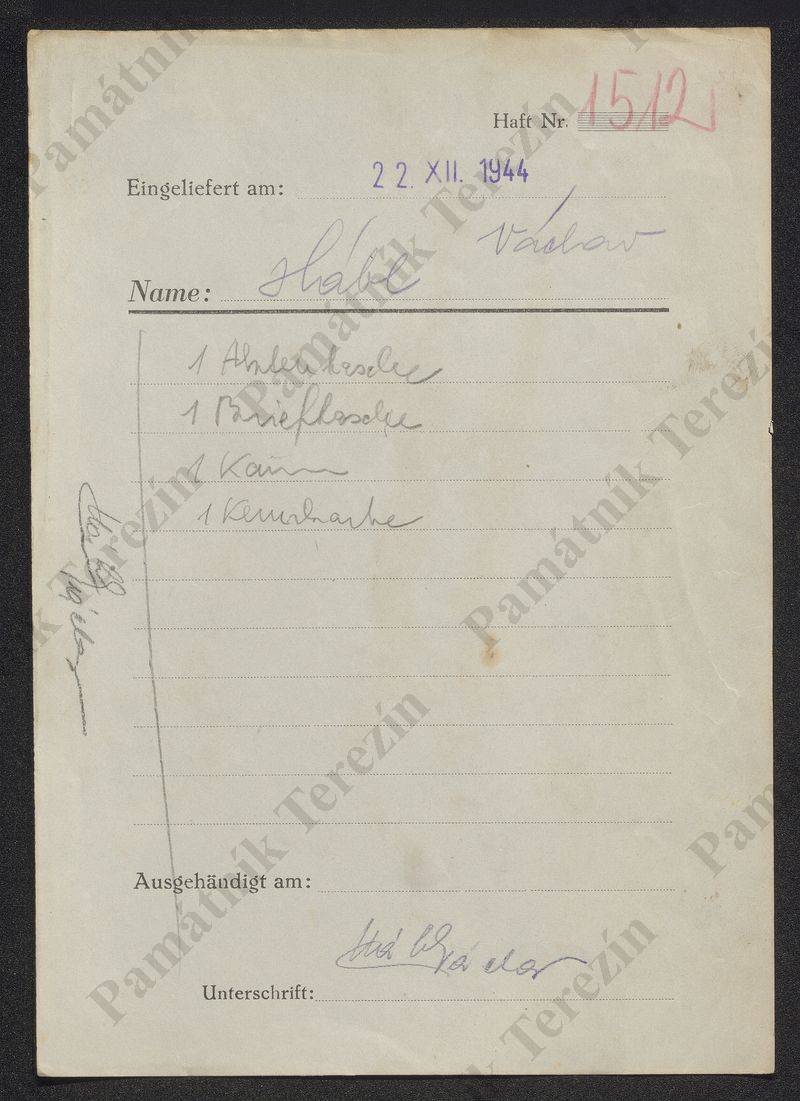 Haft Nr. 1512
Eingeliefert am: 22. XII. 1944
Name: Hábl Václav
1 Aktentasche
1 Brieftasche
1 Kamm
1 Kennkarte
Hábl
Ausgehändigt am:
Hábl Václav
Unterschrift:
Památník Terezín